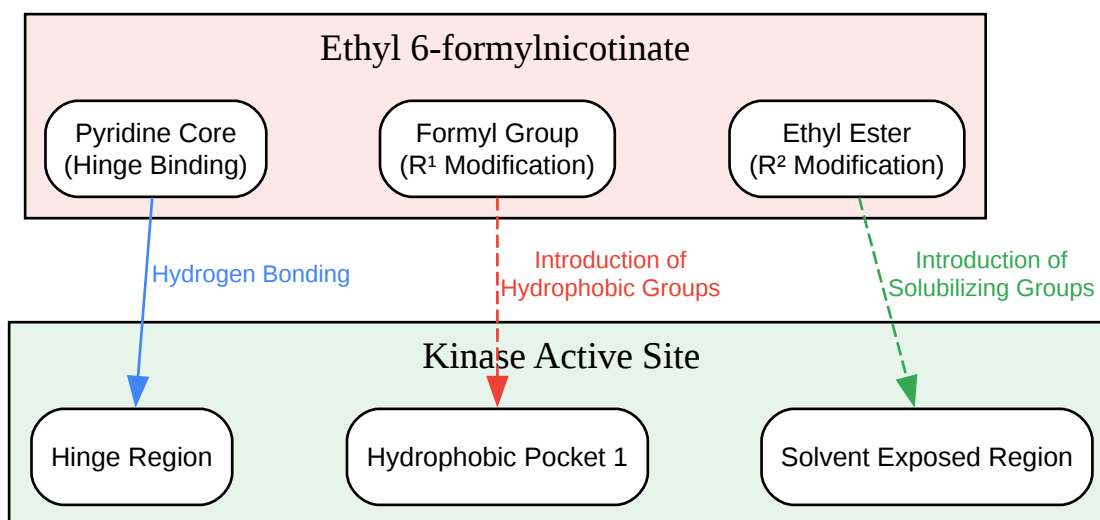 Ethyl 6-formylnicotinate
Pyridine Core
(Hinge Binding)
Formyl Group
(R¹ Modification)
Ethyl Ester
(R² Modification)
Hydrogen Bonding
Introduction of
Hydrophobic Groups
Introduction of
Solubilizing Groups
Kinase Active Site
Hinge Region
Hydrophobic Pocket 1
Solvent Exposed Region